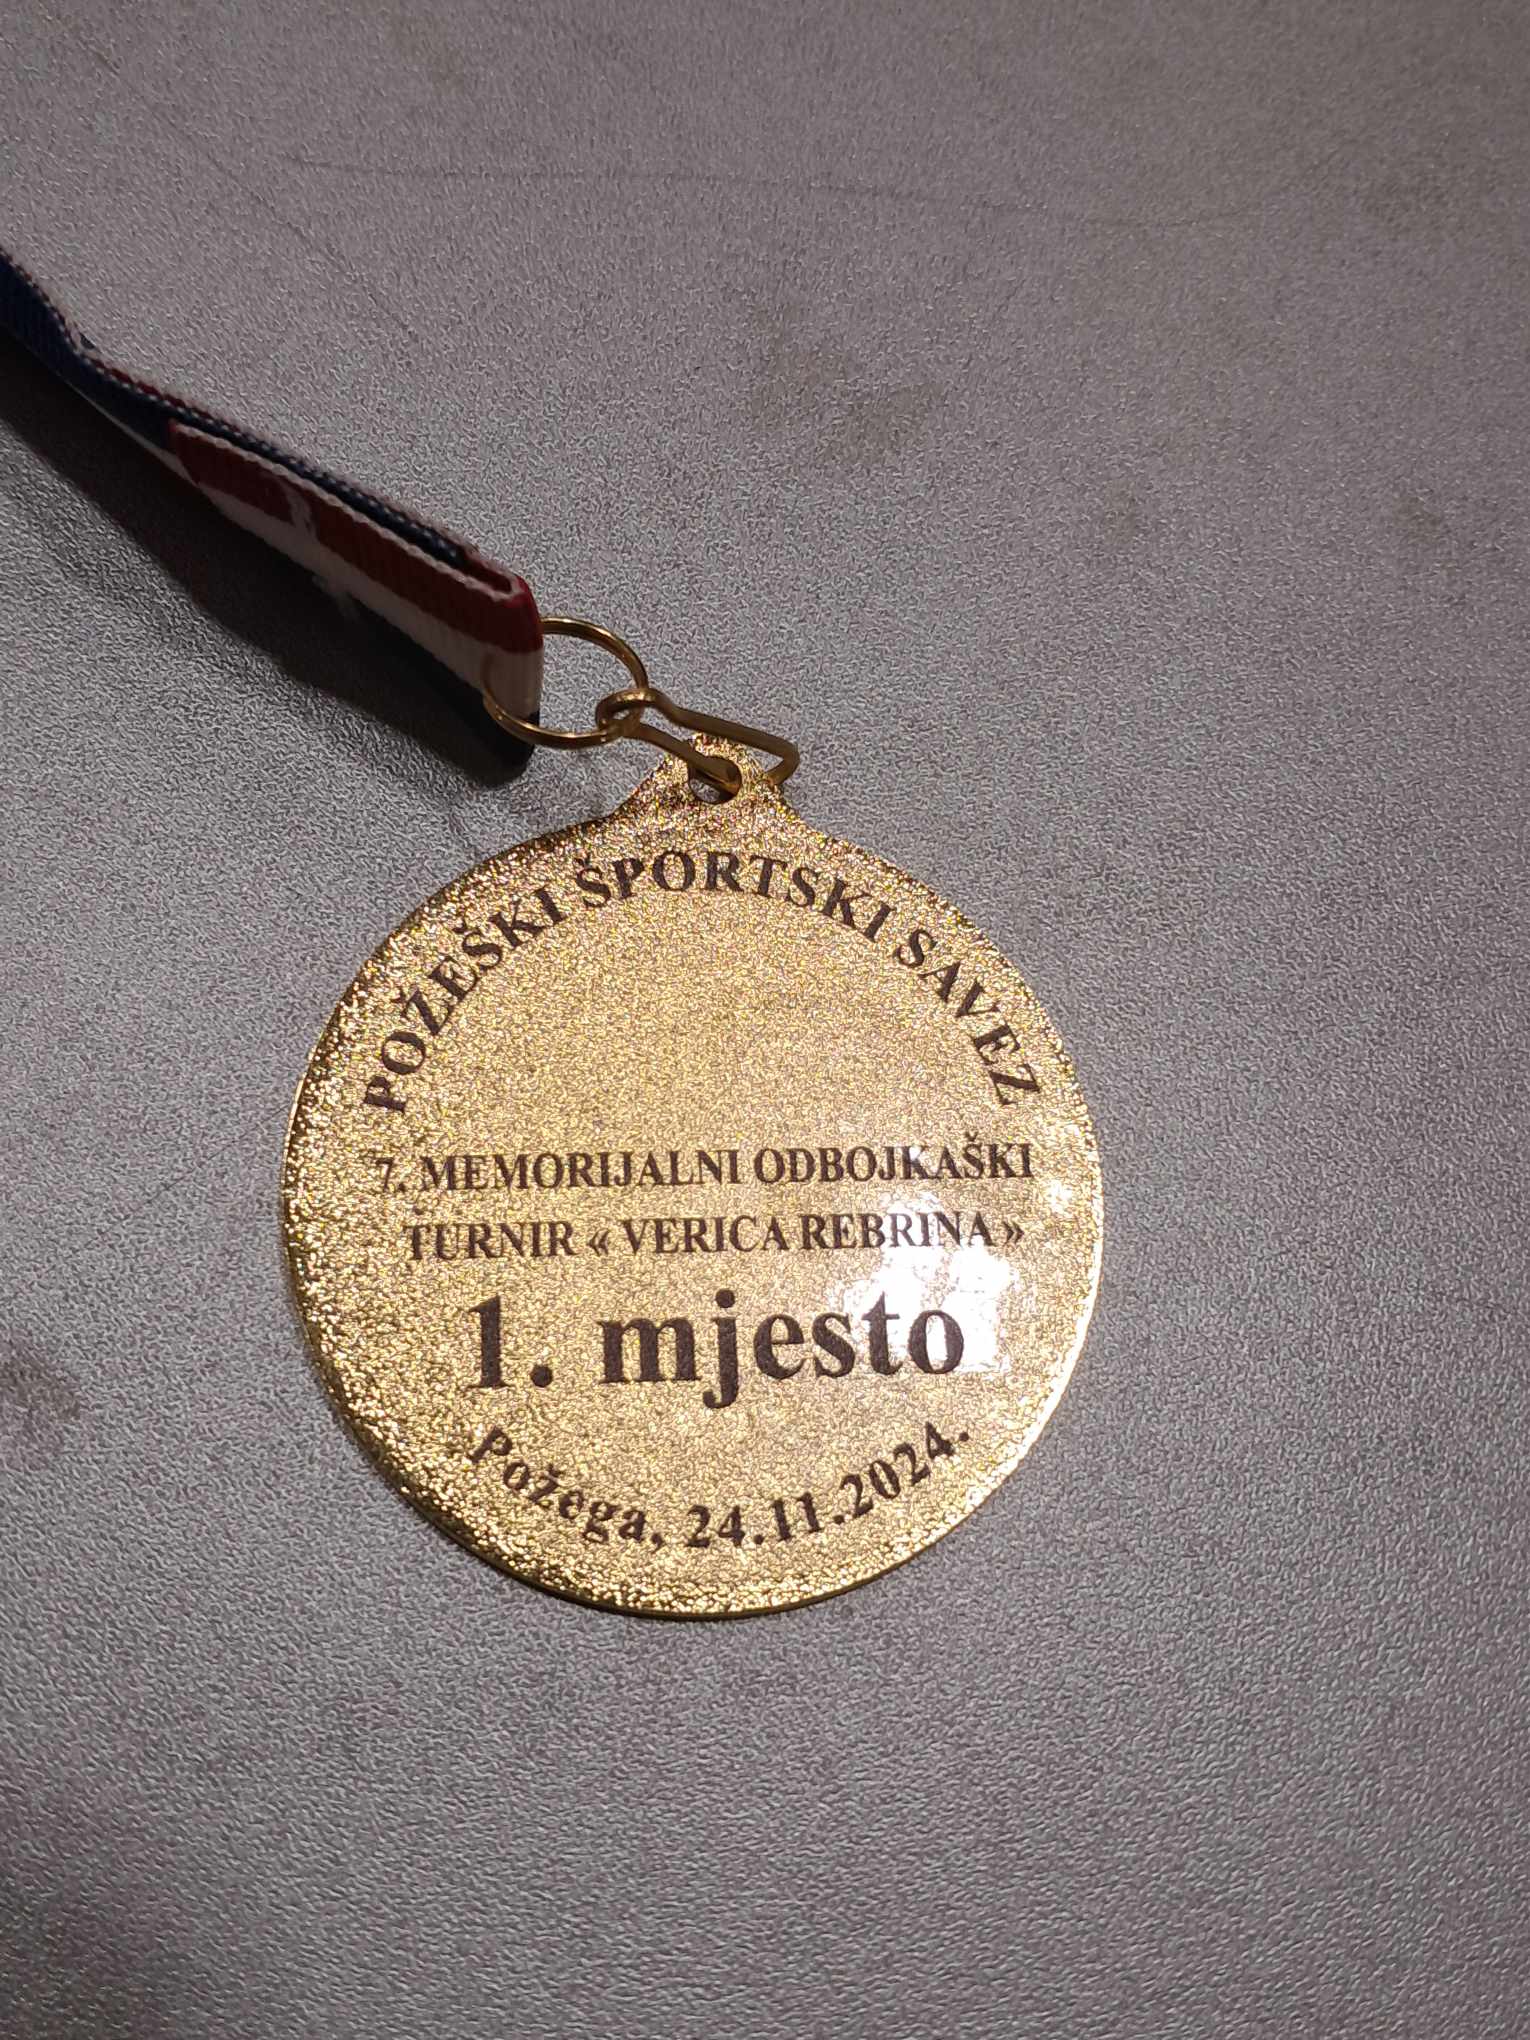 POŽEŠKI ŠPORTSKI SAVEZ
7. MEMORIJALNI ODBOJKAŠKI
TURNIR « VERICA REBRINA »
1. mjesto
Požega, 24.11.2024.